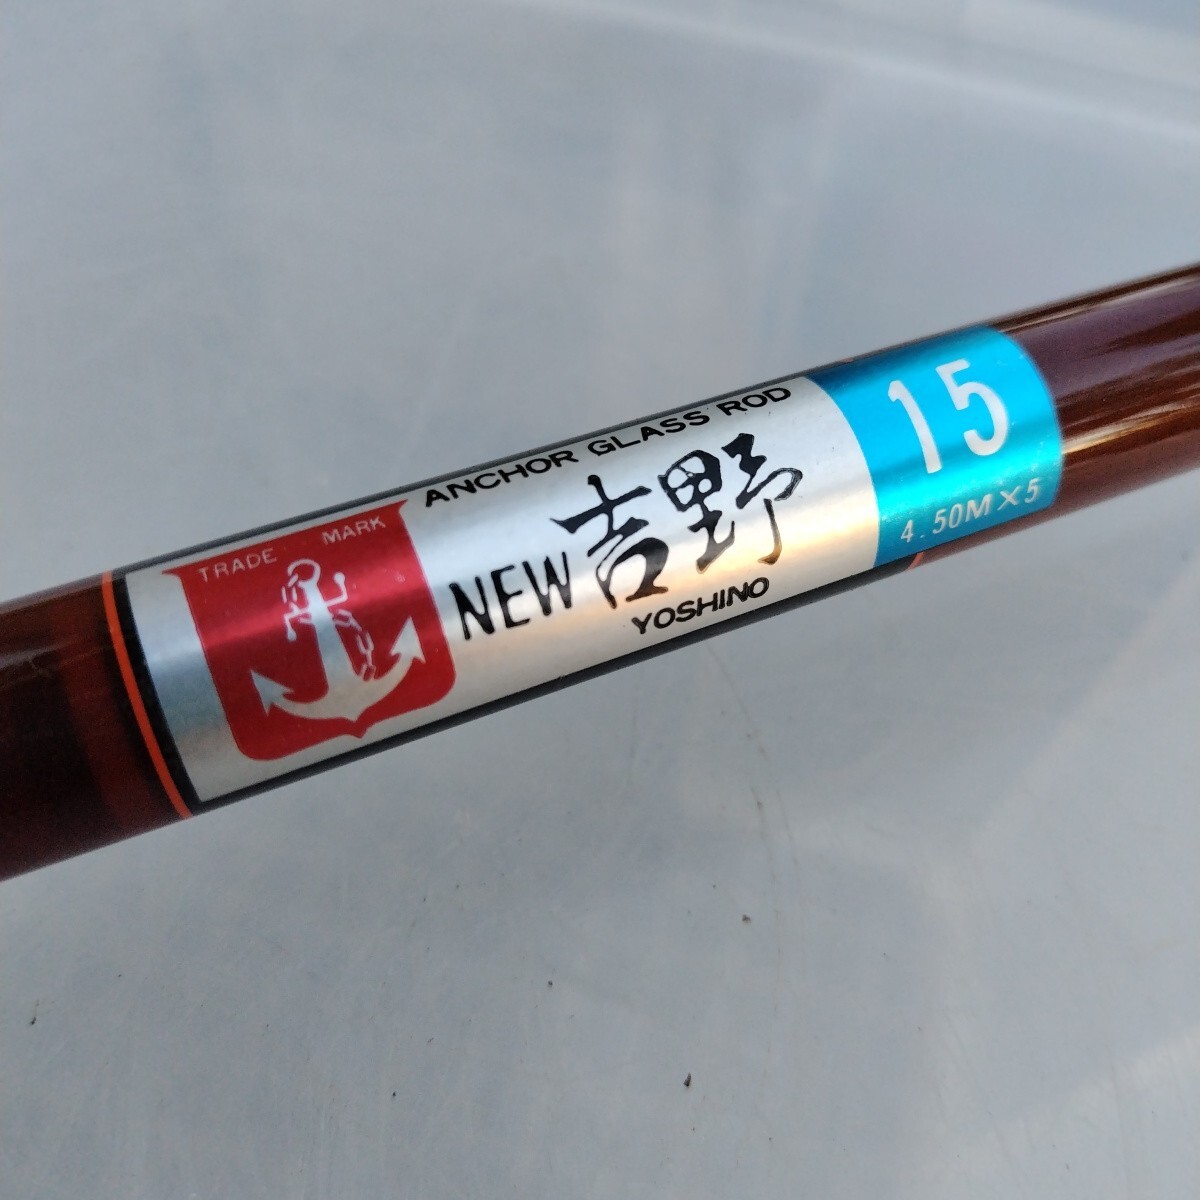 TRADE MARK
ANCHOR GLASS ROD
NEW吉野
YOSHINO
15
4.50M×5